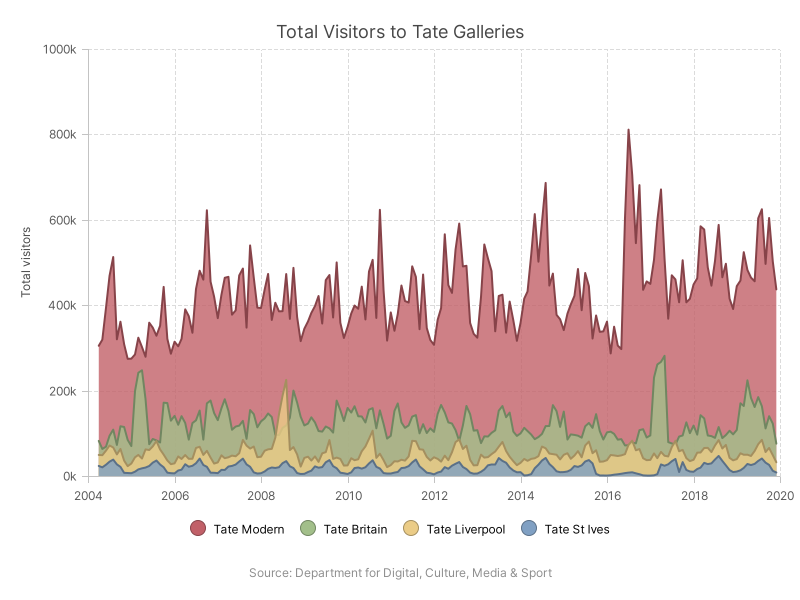 Total Visitors to Tate Galleries
1000k
800k
600k
400k
200k
0k
Total visitors
2004 2006 2008 2010 2012 2014 2016 2018 2020
Tate Modern Tate Britain Tate Liverpool Tate St Ives
Source: Department for Digital, Culture, Media & Sport